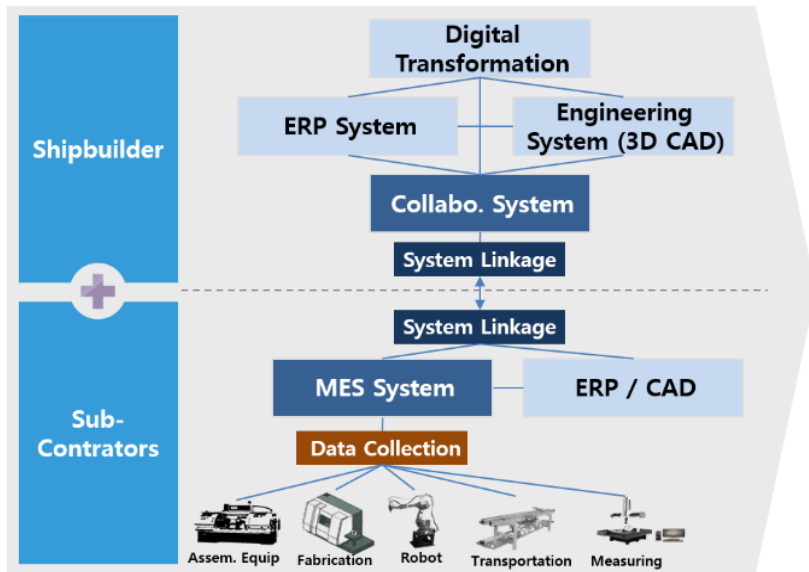 Digital
Transformation
ERP System
Engineering
System (3D CAD)
Shipbuilder
Collabo. System
System Linkage
System Linkage
MES System
ERP / CAD
Sub-
Contrators
Data Collection
Assem. Equip
Fabrication
Robot
Transportation
Measuring